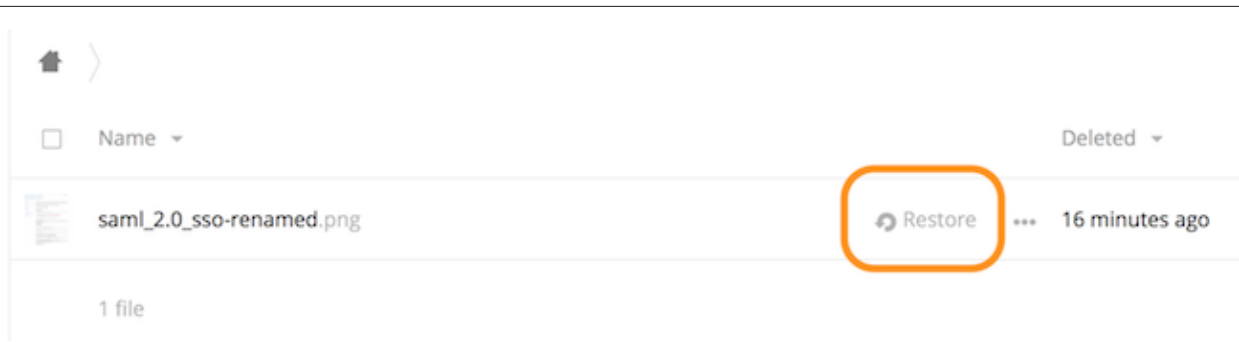 Name Deleted
saml_2.0_sso-renamed.png Restore ... 16 minutes ago
1 file